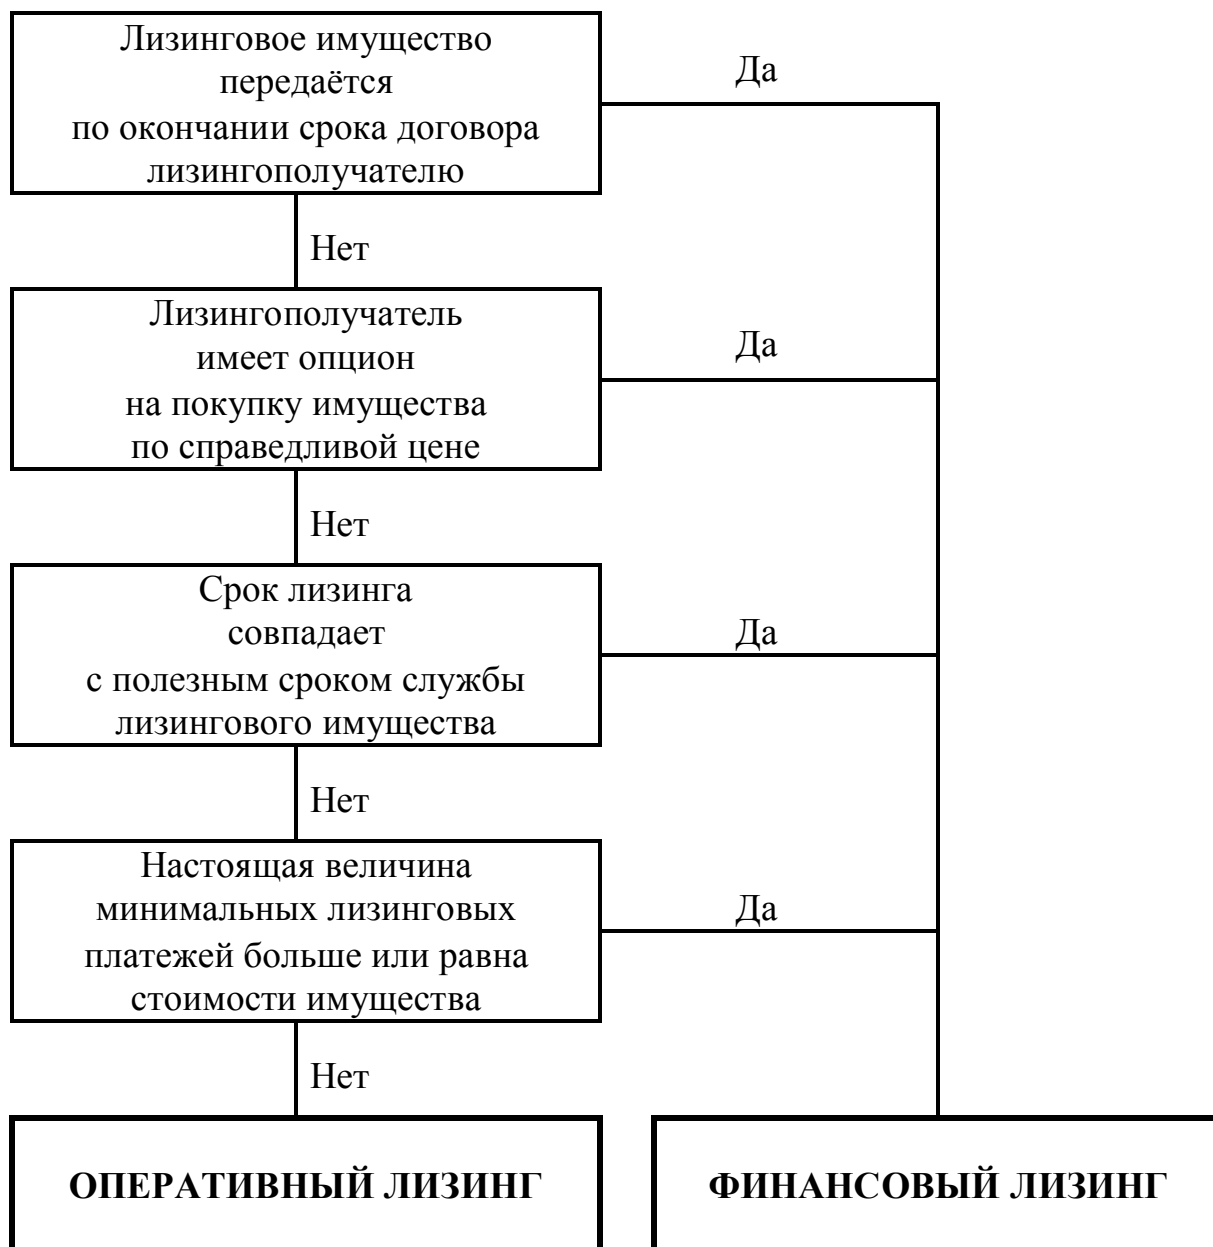 Лизинговое имущество
передаётся
по окончании срока договора
лизингополучателю
Да
Нет
Лизингополучатель
имеет опцион
на покупку имущества
по справедливой цене
Да
Нет
Срок лизинга
совпадает
с полезным сроком службы
лизингового имущества
Да
Нет
Настоящая величина
минимальных лизинговых
платежей больше или равна
стоимости имущества
Да
Нет
ОПЕРАТИВНЫЙ ЛИЗИНГ
ФИНАНСОВЫЙ ЛИЗИНГ